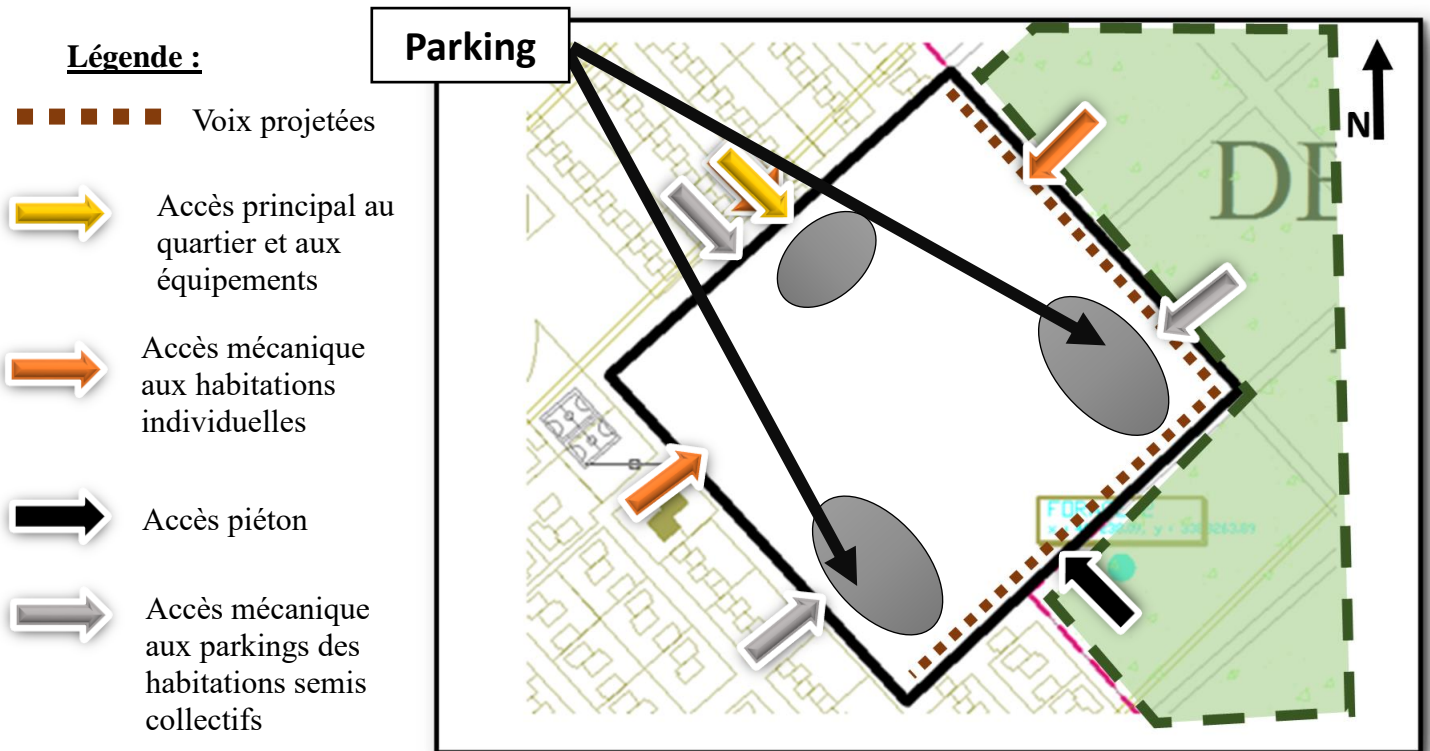 Légende :
Voix projetées
Accès principal au
quartier et aux
équipements
Accès mécanique
aux habitations
individuelles
Accès piéton
Accès mécanique
aux parkings des
habitations semis
collectifs
Parking
N
DE